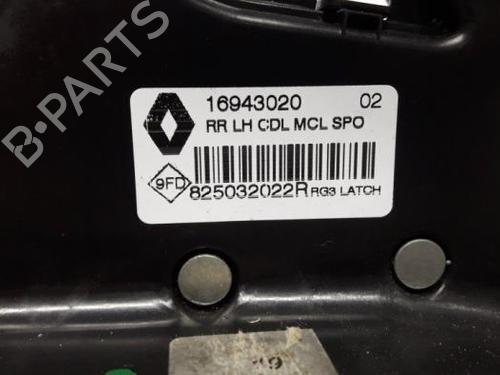 16943020 02
RR LH CDL MCL SPO
9FD
825032022R RG3 LATCH
B-PARTS